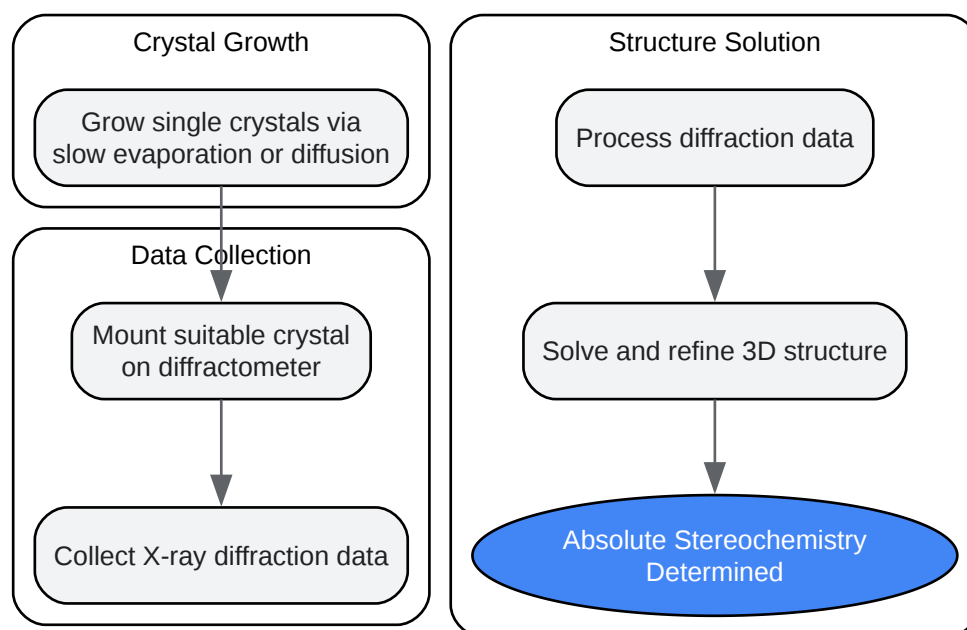 Crystal Growth
Grow single crystals via
slow evaporation or diffusion
Data Collection
Mount suitable crystal
on diffractometer
Collect X-ray diffraction data
Structure Solution
Process diffraction data
Solve and refine 3D structure
Absolute Stereochemistry
Determined